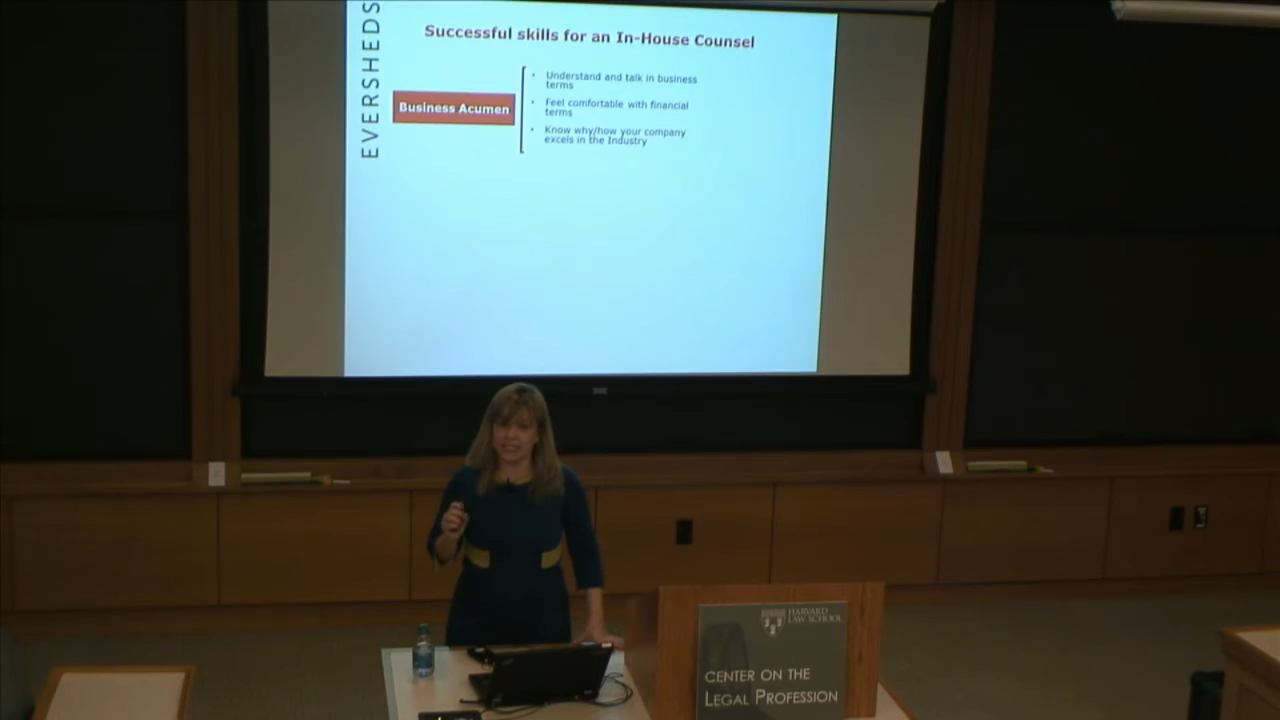 EVERSHEDS
Successful skills for an In-House Counsel
Business Acumen
• Understand and talk in business
terms
• Feel comfortable with financial
terms
• Know why/how your company
excels in the Industry
HARVARD
LAW SCHOOL
CENTER ON THE
LEGAL PROFESSION